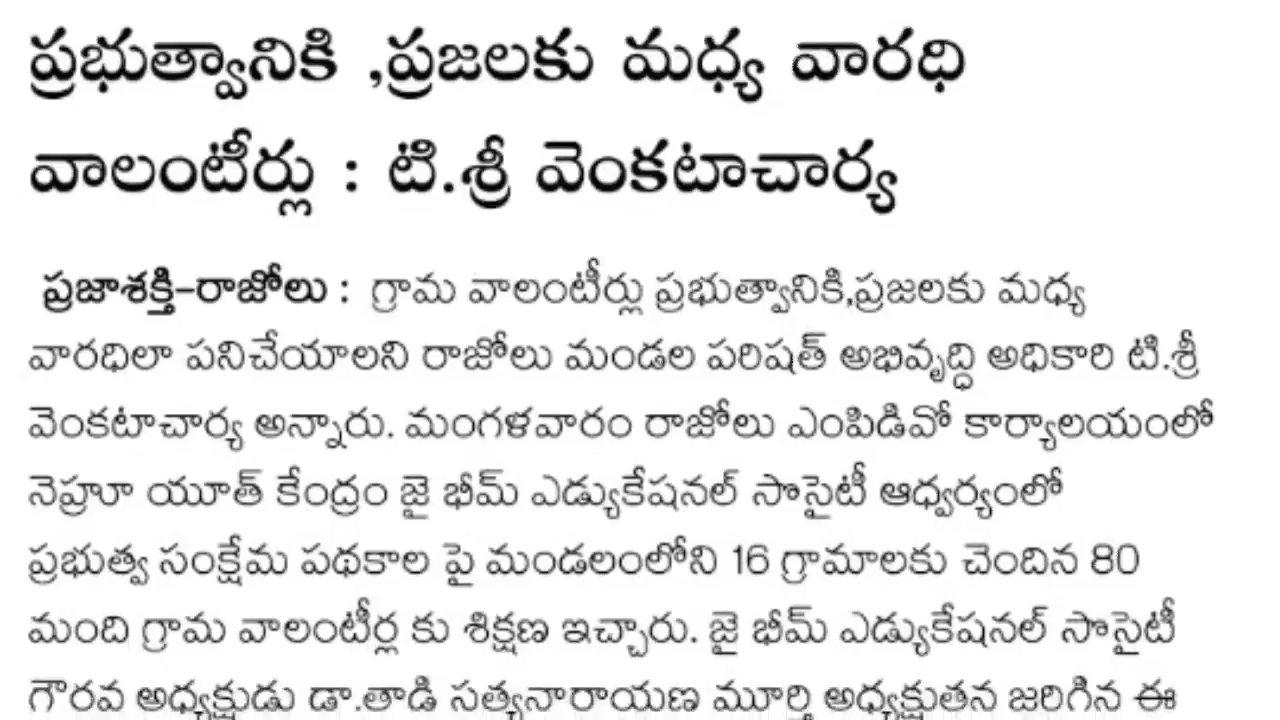 ప్రభుత్వానికి ,ప్రజలకు మధ్య వారధి
వాలంటీర్లు : టి.శ్రీ వెంకటాచార్య
ప్రజాశక్తి-రాజోలు : గ్రామ వాలంటీర్లు ప్రభుత్వానికి,ప్రజలకు మధ్య
వారధిలా పనిచేయాలని రాజోలు మండల పరిషత్ అభివృద్ధి అధికారి టి.శ్రీ
వెంకటాచార్య అన్నారు. మంగళవారం రాజోలు ఎంపిడివో కార్యాలయంలో
నెహ్రూ యూత్ కేంద్రం జై భీమ్ ఎడ్యుకేషనల్ సొసైటీ ఆధ్వర్యంలో
ప్రభుత్వ సంక్షేమ పథకాల పై మండలంలోని 16 గ్రామాలకు చెందిన 80
మంది గ్రామ వాలంటీర్ల కు శిక్షణ ఇచ్చారు. జై భీమ్ ఎడ్యుకేషనల్ సొసైటీ
గౌరవ అధ్యక్షుడు డా.తాడి సత్యనారాయణ మూర్తి అధ్యక్షుతన జరిగిన ఈ